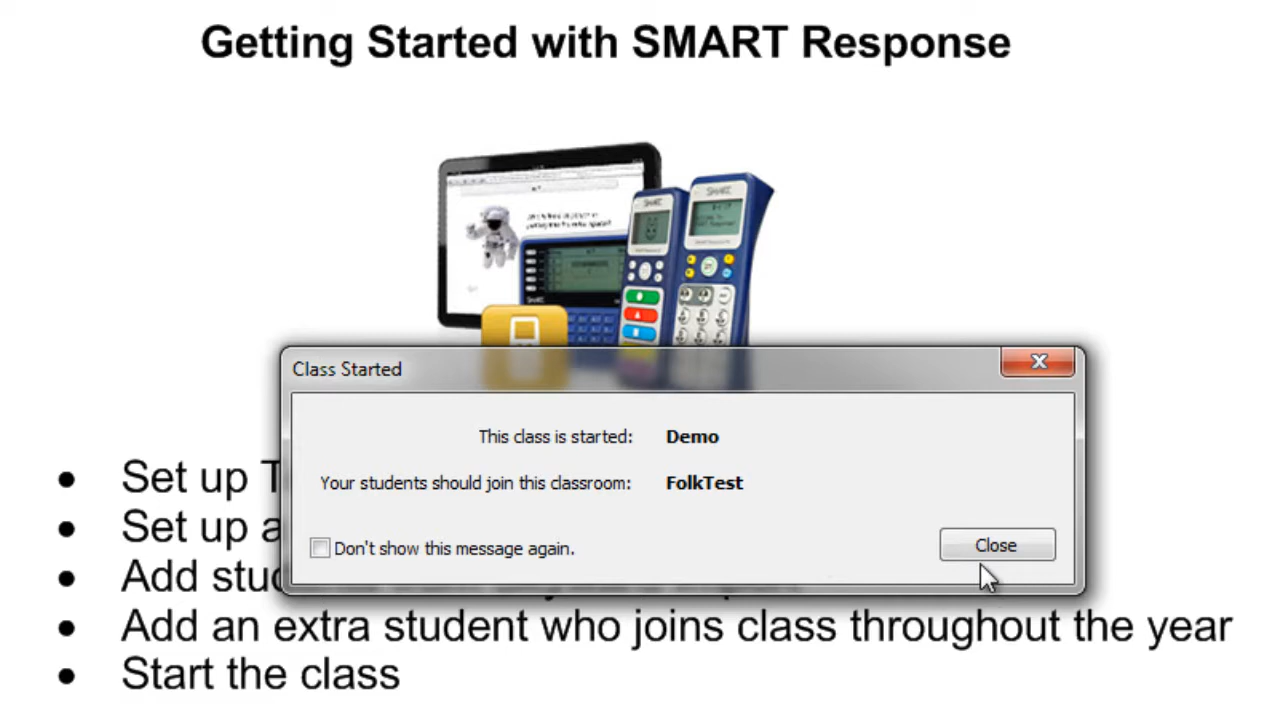 Getting Started with SMART Response
SMART
SMART
Class Started
This class is started: Demo
Your students should join this classroom: FolkTest
Don't show this message again.
Close
• Set up
• Set up
• Add
• Add an extra student who joins class throughout the year
• Start the class